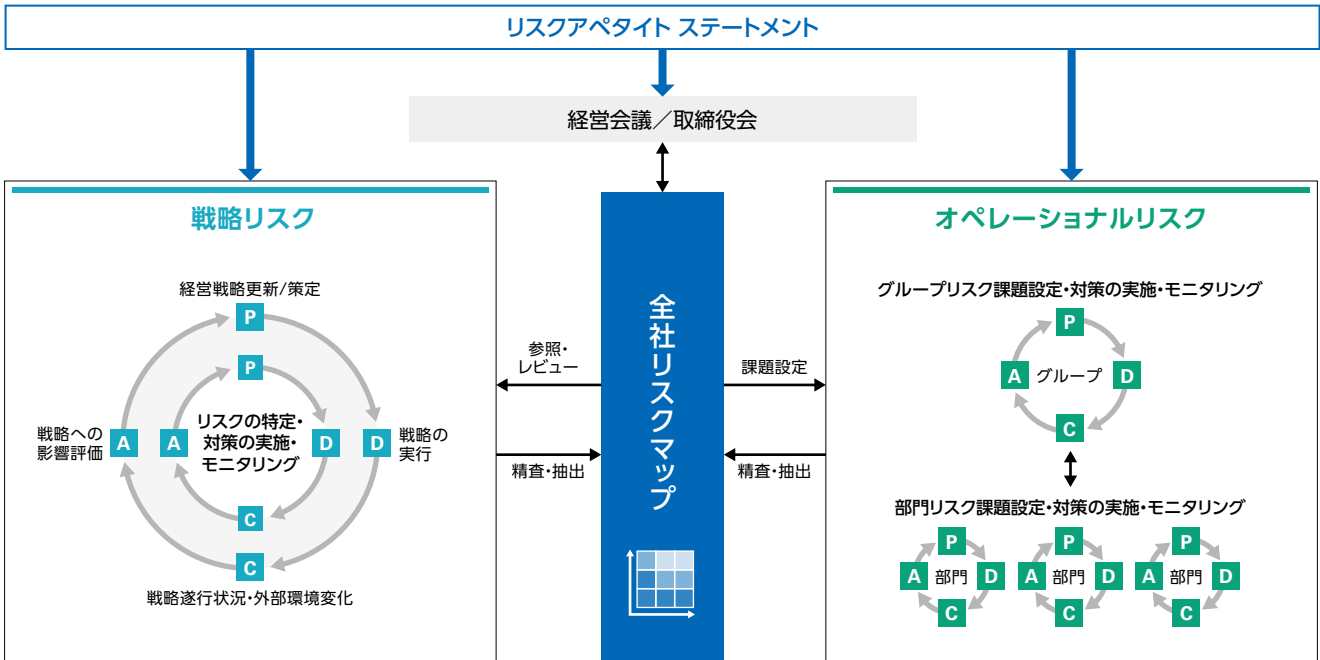 リスクアペタイト ステートメント
経営会議／取締役会
戦略リスク
経営戦略更新/策定
P
P
戦略への
影響評価
A
A
リスクの特定・
対策の実施・
モニタリング
D
D
戦略の
実行
C
C
戦略遂行状況・外部環境変化
参照・
レビュー
精査・抽出
全社リスクマップ
課題設定
精査・抽出
オペレーショナルリスク
グループリスク課題設定・対策の実施・モニタリング
P
A グループ D
C
部門リスク課題設定・対策の実施・モニタリング
P P P
A 部門 D A 部門 D A 部門 D
C C C